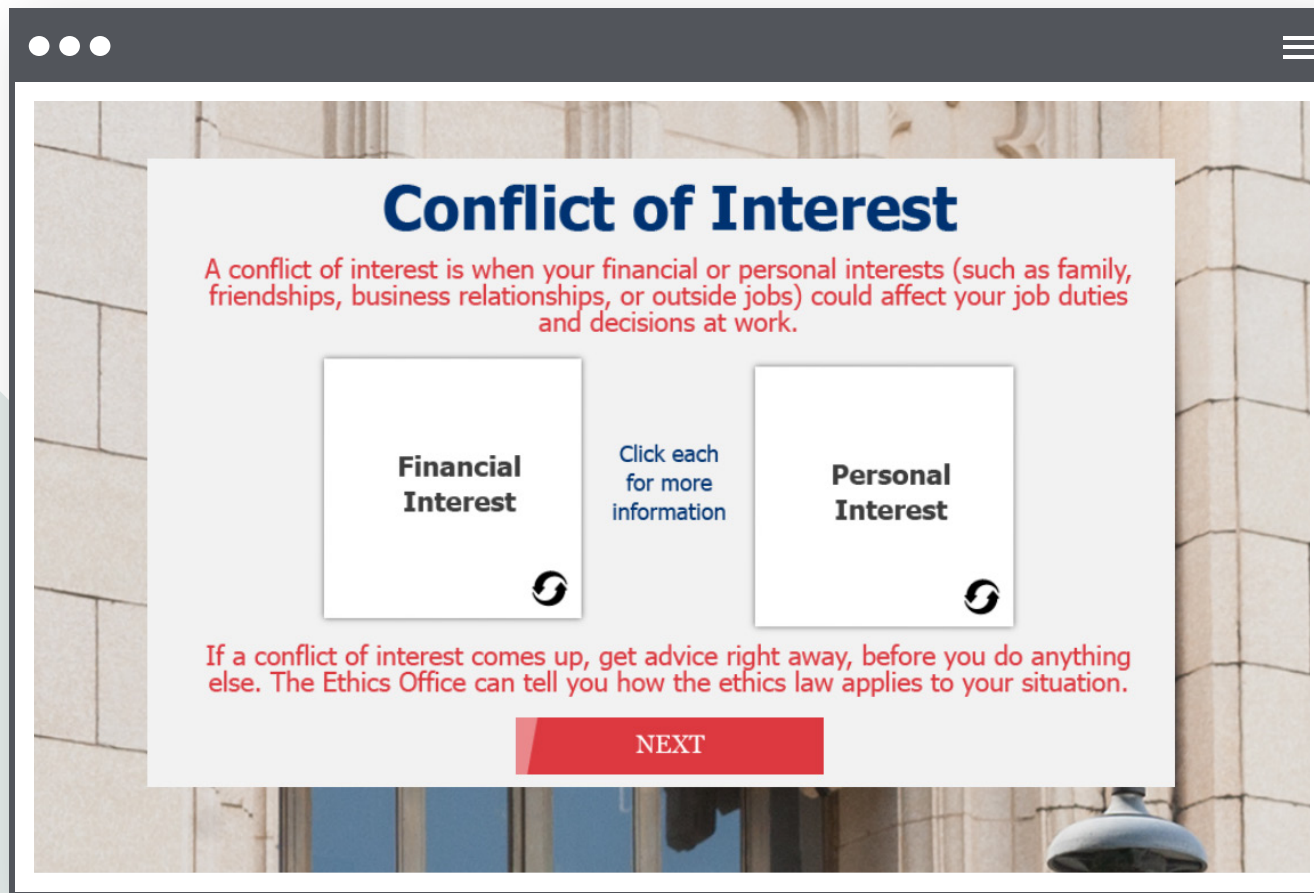 Conflict of Interest
A conflict of interest is when your financial or personal interests (such as family,
friendships, business relationships, or outside jobs) could affect your job duties
and decisions at work.
Financial
Interest
Click each
for more
information
Personal
Interest
If a conflict of interest comes up, get advice right away, before you do anything
else. The Ethics Office can tell you how the ethics law applies to your situation.
NEXT